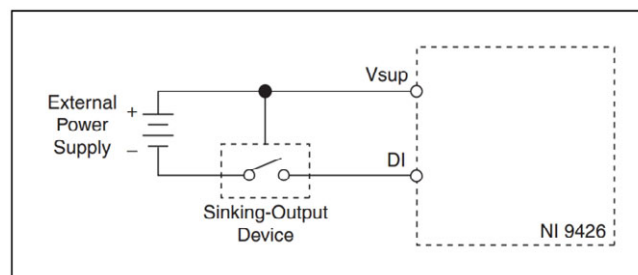 Vsup
External
Power
Supply
+
–
DI
Sinking-Output
Device
NI 9426